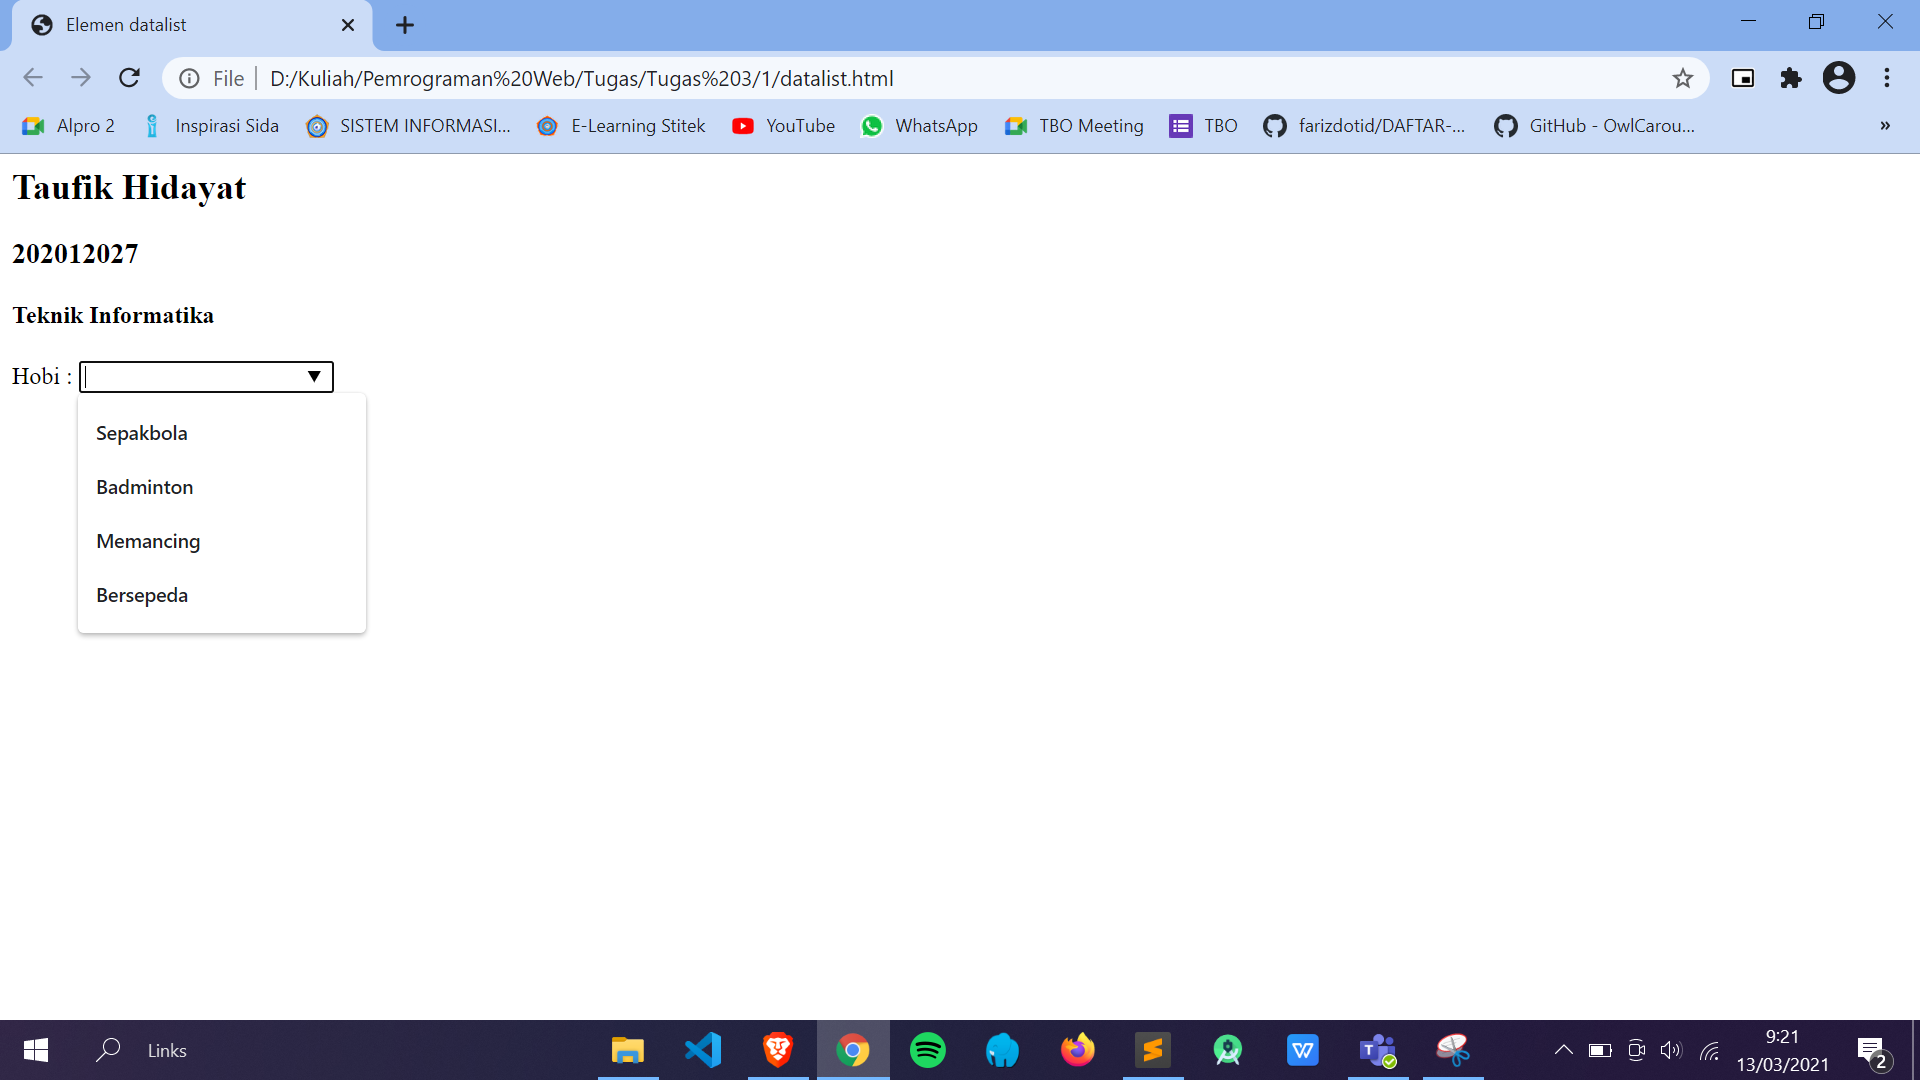 Elemen datalist
File D:/Kuliah/Pemrograman%20Web/Tugas/Tugas%203/1/datalist.html
Alpro 2 Inspirasi Sida SISTEM INFORMASI... E-Learning Stitek YouTube WhatsApp TBO Meeting TBO farizdotid/DAFTAR-... GitHub - OwlCarou... »
Taufik Hidayat
202012027
Teknik Informatika
Hobi :
Sepakbola
Badminton
Memancing
Bersepeda
Links
9:21
13/03/2021
2